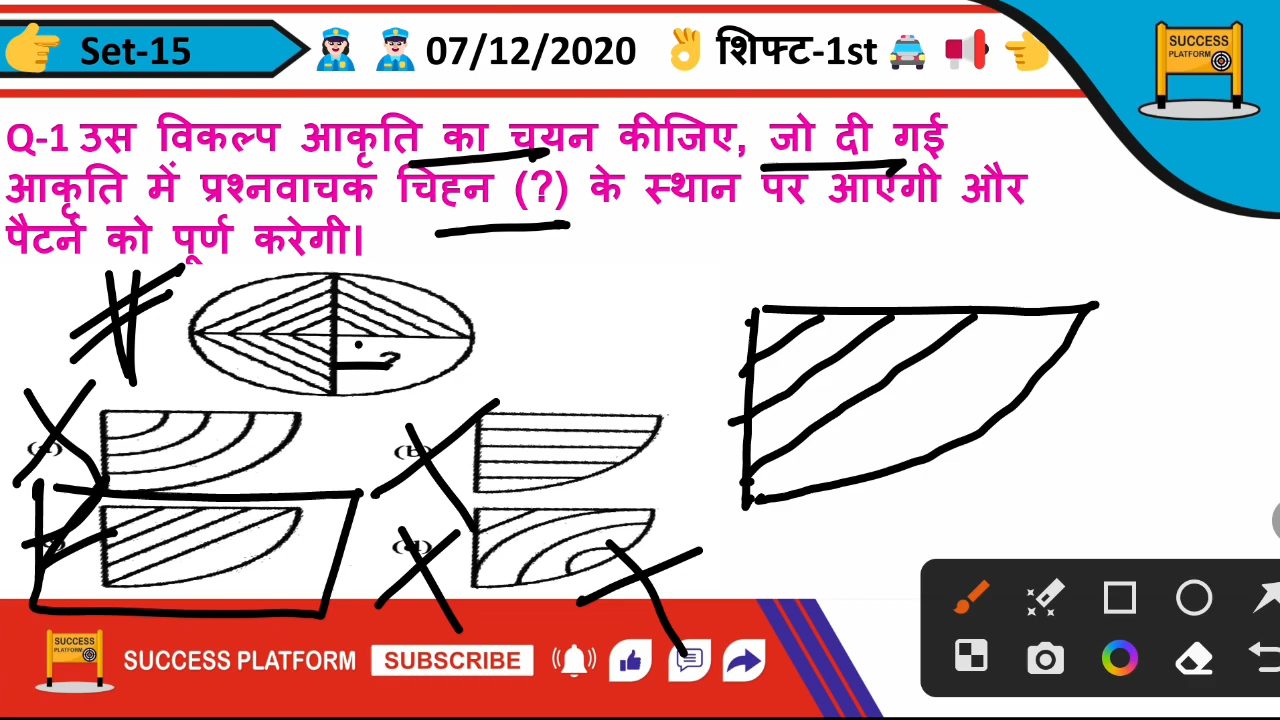 Set-15
07/12/2020
शिफ्ट-1st
SUCCESS
PLATFORM
Q-1 उस विकल्प आकृति का चयन कीजिए, जो दी गई
आकृति में प्रश्नवाचक चिह्न (?) के स्थान पर आएगी और
पैटर्न को पूर्ण करेगी।
?
(b)
(d)
SUCCESS
PLATFORM
SUCCESS PLATFORM
SUBSCRIBE